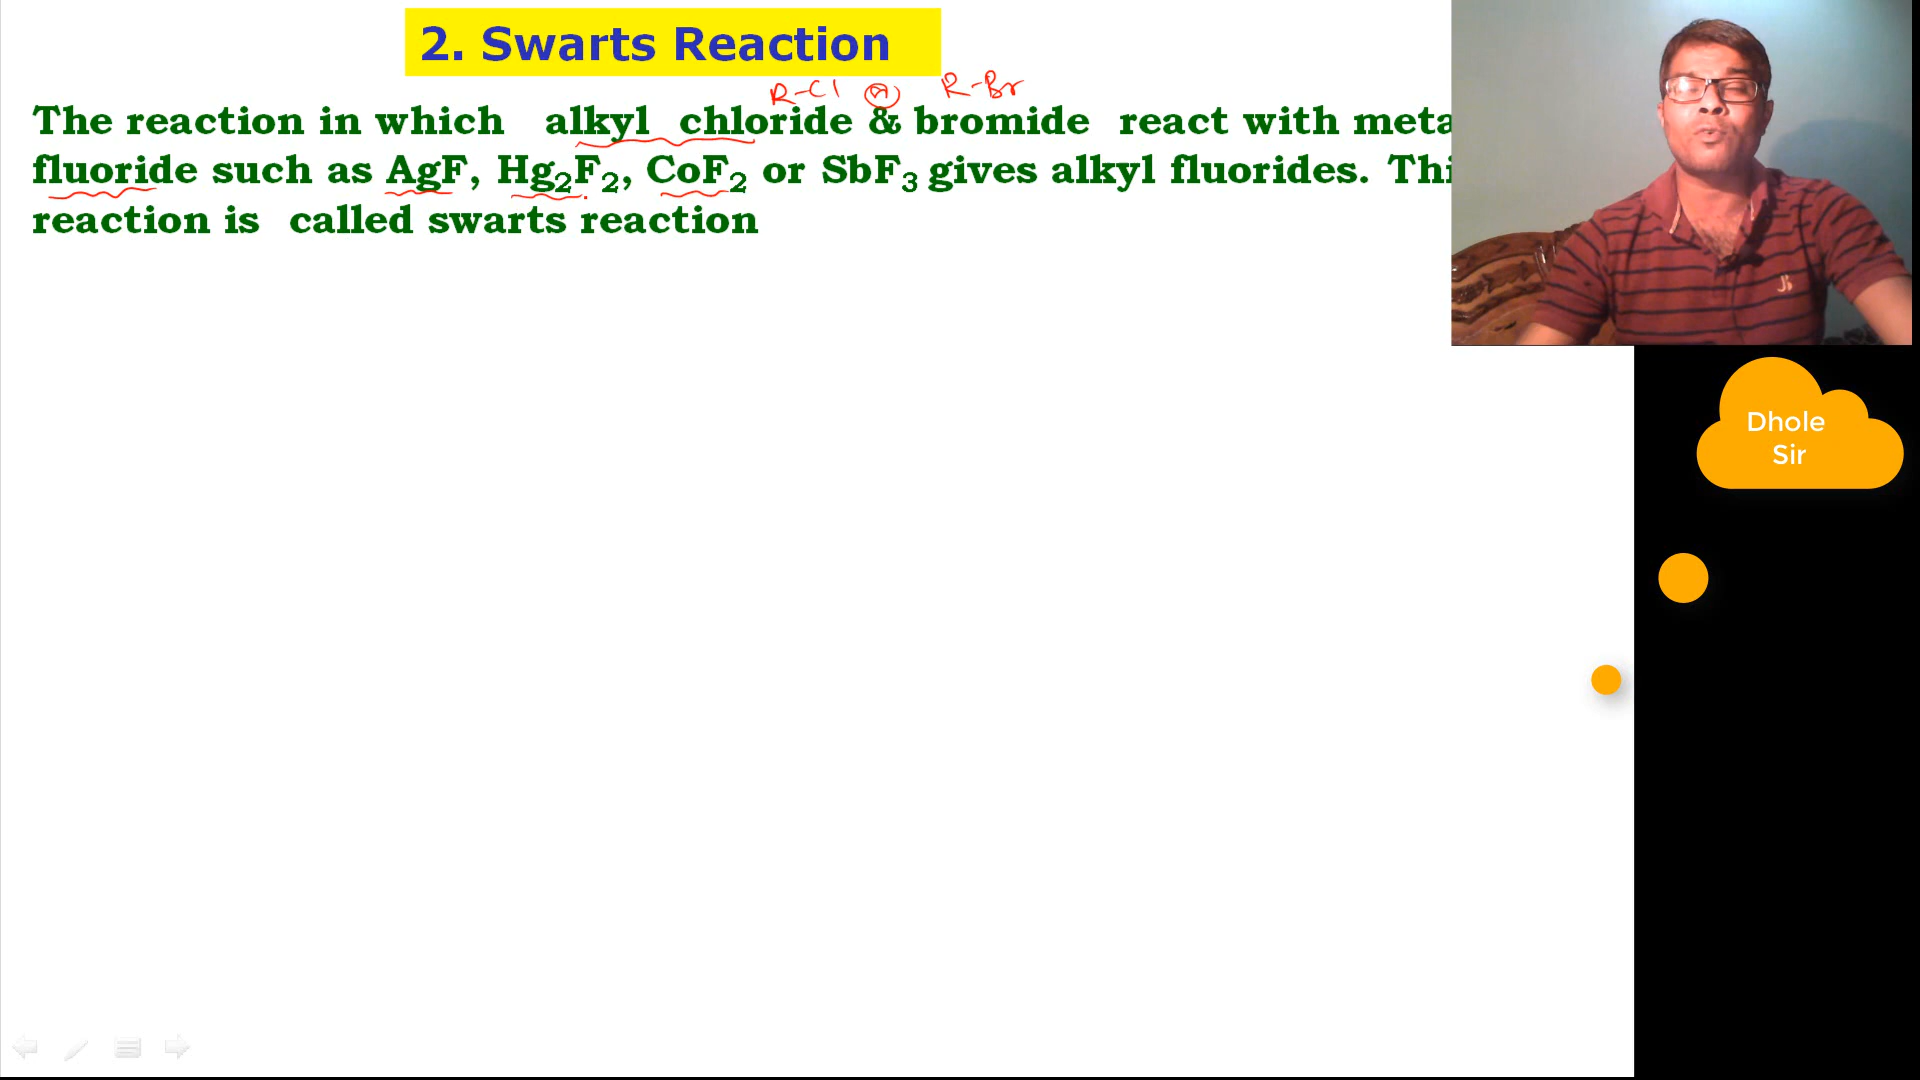 2. Swarts Reaction
R-Cl or R-Br
The reaction in which alkyl chloride & bromide react with meta
fluoride such as AgF, Hg₂F₂, CoF₂ or SbF₃ gives alkyl fluorides. Thi
reaction is called swarts reaction
Dhole
Sir